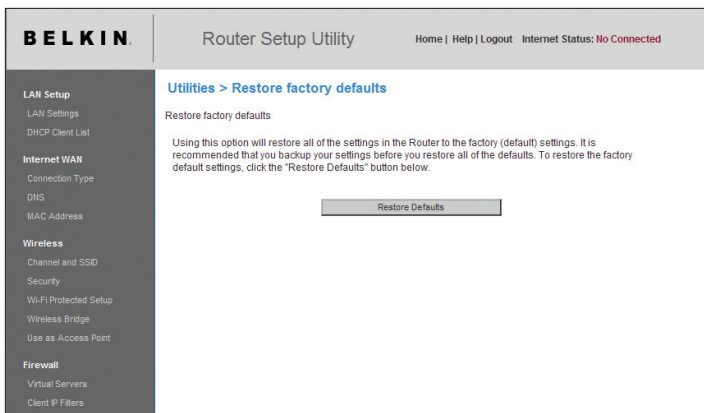 BELKIN.
Router Setup Utility
Home | Help | Logout Internet Status: No Connected
LAN Setup
LAN Settings
DHCP Client List
Internet WAN
Connection Type
DNS
MAC Address
Wireless
Channel and SSID
Security
Wi-Fi Protected Setup
Wireless Bridge
Use as Access Point
Firewall
Virtual Servers
Client IP Filters
Utilities > Restore factory defaults
Restore factory defaults
Using this option will restore all of the settings in the Router to the factory (default) settings. It is
recommended that you backup your settings before you restore all of the defaults. To restore the factory
default settings, click the "Restore Defaults" button below.
Restore Defaults